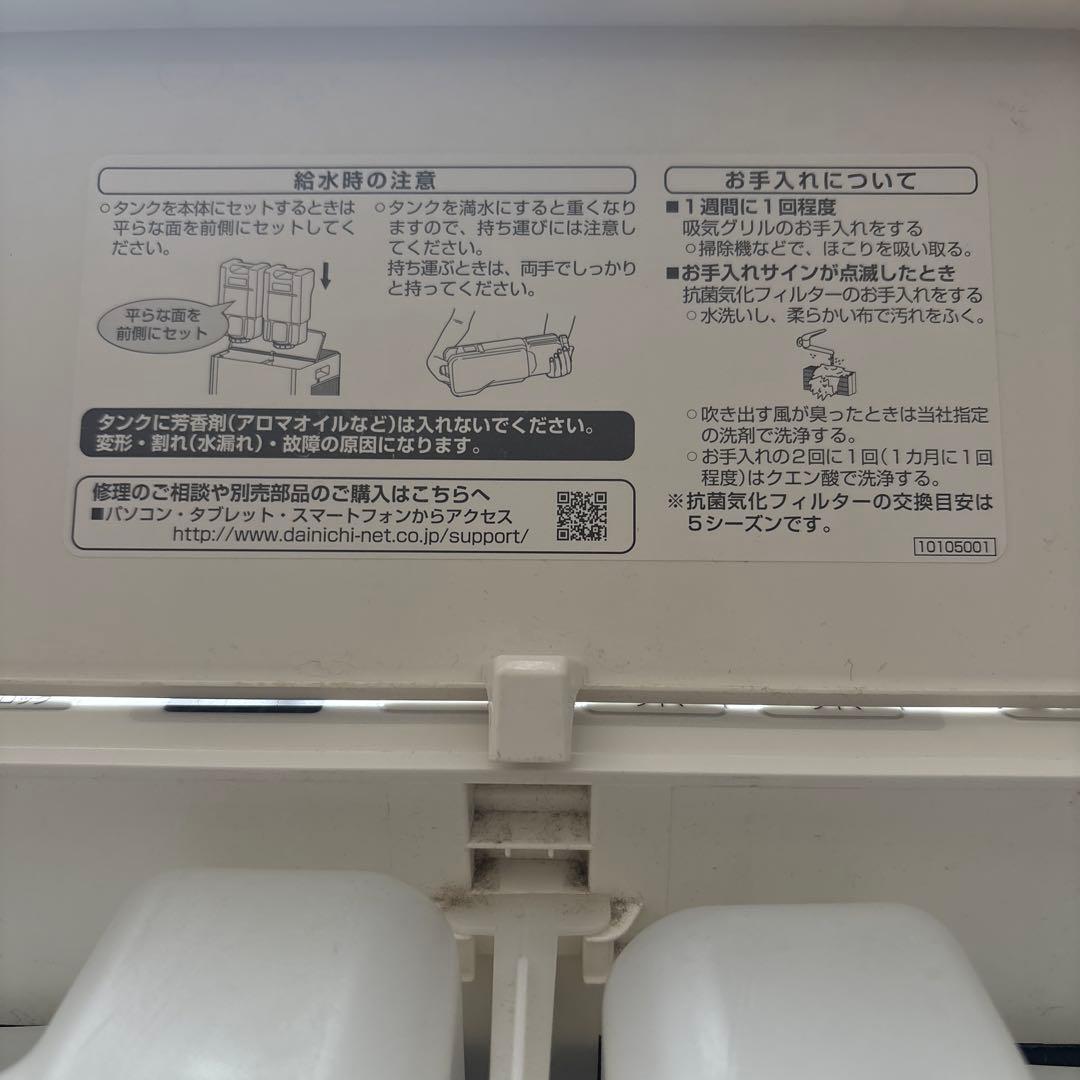 給水時の注意
○タンクを本体にセットするときは
平らな面を前側にセットしてく
ださい。
平らな面を
前側にセット
○タンクを満水にすると重くなり
ますので、持ち運びには注意し
てください。
持ち運ぶときは、両手でしっかり
と持ってください。
タンクに芳香剤(アロマオイルなど)は入れないでください。
変形・割れ(水漏れ)・故障の原因になります。
修理のご相談や別売部品のご購入はこちらへ
■パソコン・タブレット・スマートフォンからアクセス
http://www.dainichi-net.co.jp/support/
お手入れについて
■1週間に1回程度
吸気グリルのお手入れをする
○掃除機などで、ほこりを吸い取る。
■お手入れサインが点滅したとき
抗菌気化フィルターのお手入れをする
○水洗いし、柔らかい布で汚れをふく。
○吹き出す風が臭ったときは当社指定
の洗剤で洗浄する。
○お手入れの2回に1回(1カ月に1回
程度)はクエン酸で洗浄する。
※抗菌気化フィルターの交換目安は
5シーズンです。
10105001